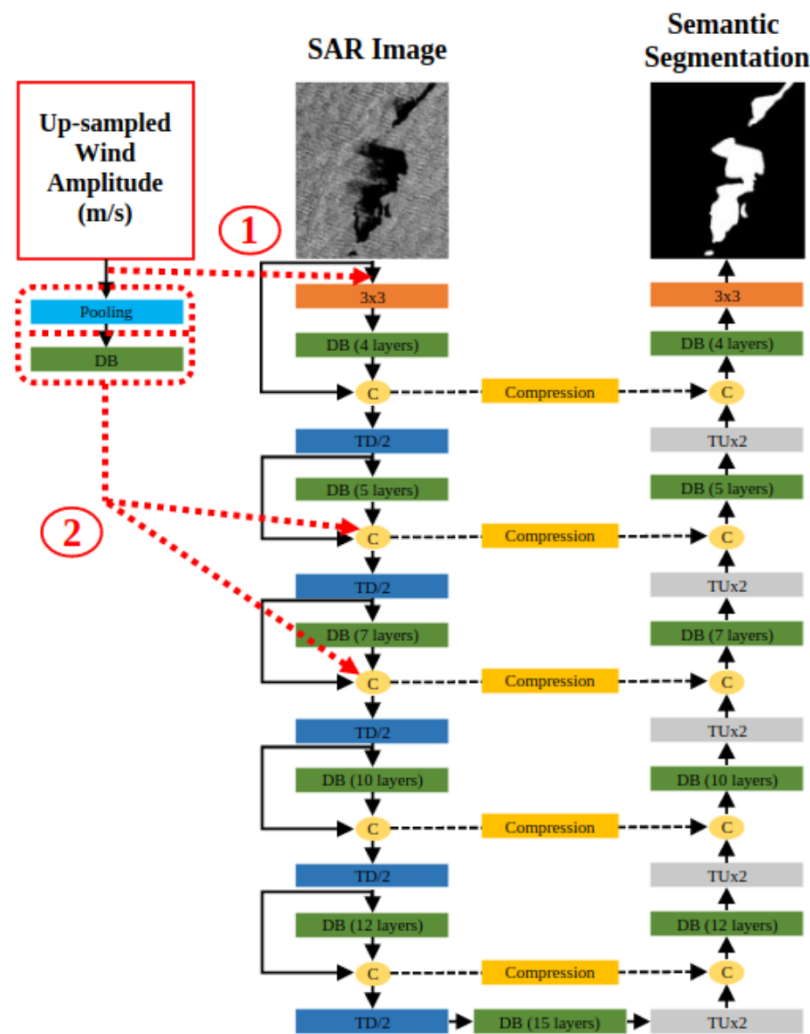 SAR Image
Semantic
Segmentation
Up-sampled
Wind
Amplitude
(m/s)
1
Pooling
DB
2
3x3
DB (4 layers)
C
TD/2
DB (5 layers)
C
TD/2
DB (7 layers)
C
TD/2
DB (10 layers)
C
TD/2
DB (12 layers)
C
TD/2
Compression
Compression
Compression
Compression
Compression
DB (15 layers)
3x3
DB (4 layers)
C
TUx2
DB (5 layers)
C
TUx2
DB (7 layers)
C
TUx2
DB (10 layers)
C
TUx2
DB (12 layers)
C
TUx2